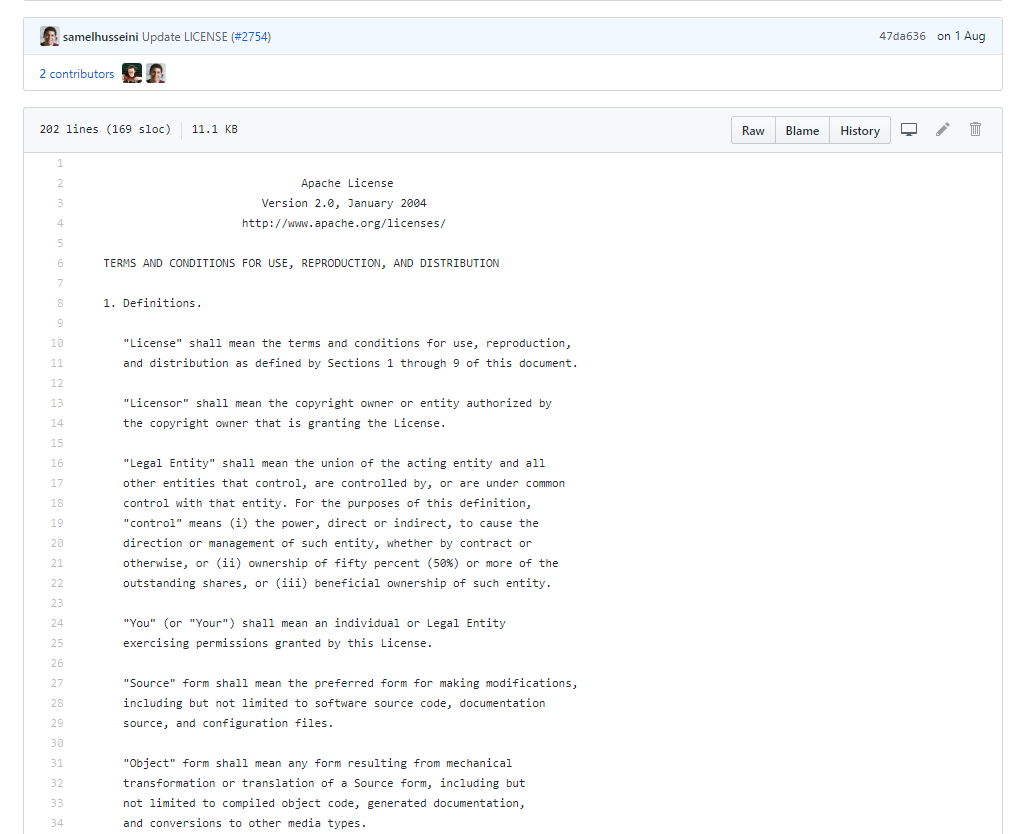 samelhusseini Update LICENSE (#2754) 47da636 on 1 Aug
2 contributors
202 lines (169 sloc) 11.1 KB Raw Blame History
1
2 Apache License
3 Version 2.0, January 2004
4 http://www.apache.org/licenses/
5
6 TERMS AND CONDITIONS FOR USE, REPRODUCTION, AND DISTRIBUTION
7
8 1. Definitions.
9
10 "License" shall mean the terms and conditions for use, reproduction,
11 and distribution as defined by Sections 1 through 9 of this document.
12
13 "Licensor" shall mean the copyright owner or entity authorized by
14 the copyright owner that is granting the License.
15
16 "Legal Entity" shall mean the union of the acting entity and all
17 other entities that control, are controlled by, or are under common
18 control with that entity. For the purposes of this definition,
19 "control" means (i) the power, direct or indirect, to cause the
20 direction or management of such entity, whether by contract or
21 otherwise, or (ii) ownership of fifty percent (50%) or more of the
22 outstanding shares, or (iii) beneficial ownership of such entity.
23
24 "You" (or "Your") shall mean an individual or Legal Entity
25 exercising permissions granted by this License.
26
27 "Source" form shall mean the preferred form for making modifications,
28 including but not limited to software source code, documentation
29 source, and configuration files.
30
31 "Object" form shall mean any form resulting from mechanical
32 transformation or translation of a Source form, including but
33 not limited to compiled object code, generated documentation,
34 and conversions to other media types.